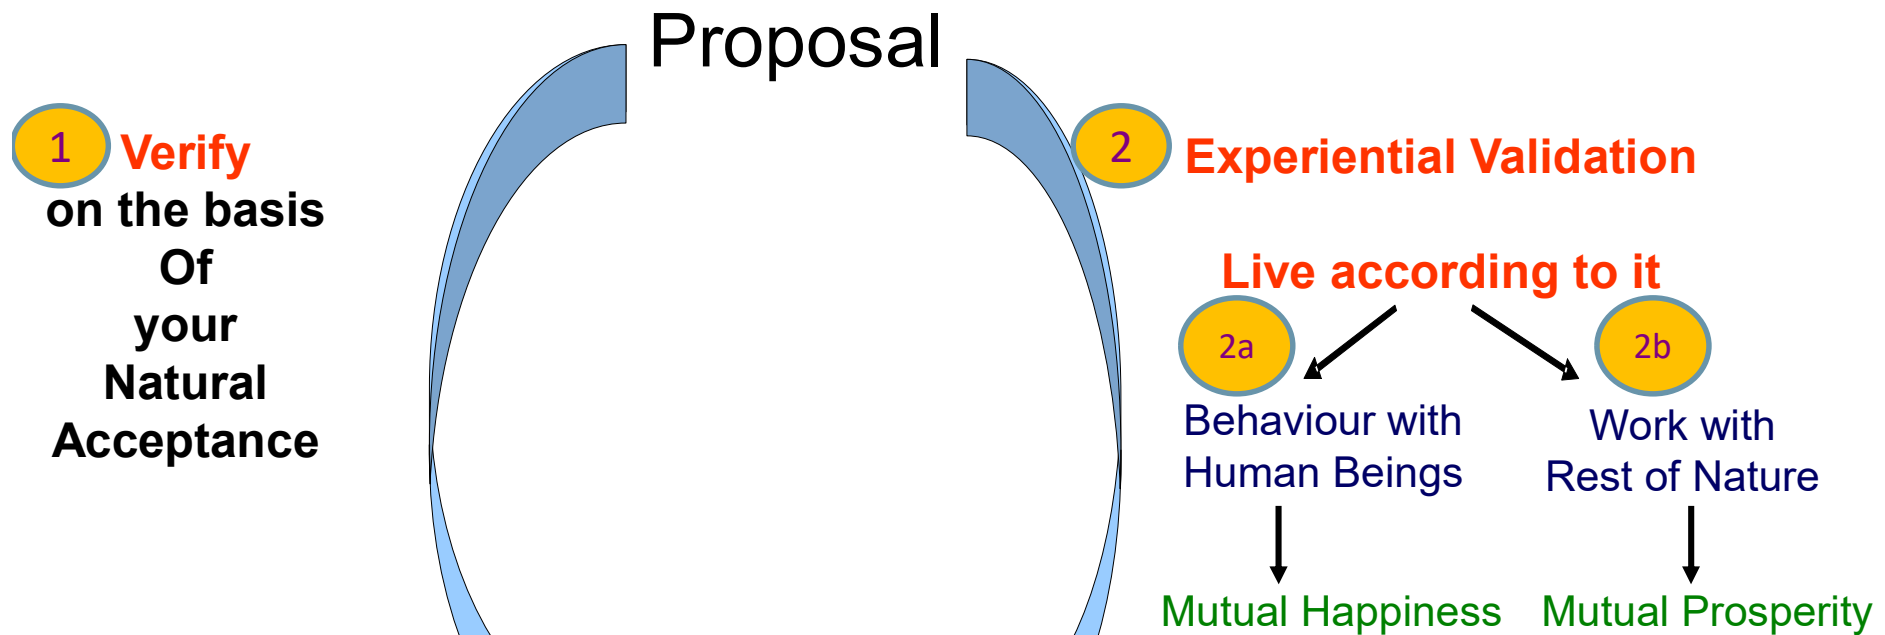 Proposal
1 Verify
on the basis
Of
your
Natural
Acceptance
2 Experiential Validation
Live according to it
2a
Behaviour with
Human Beings
Mutual Happiness
2b
Work with
Rest of Nature
Mutual Prosperity